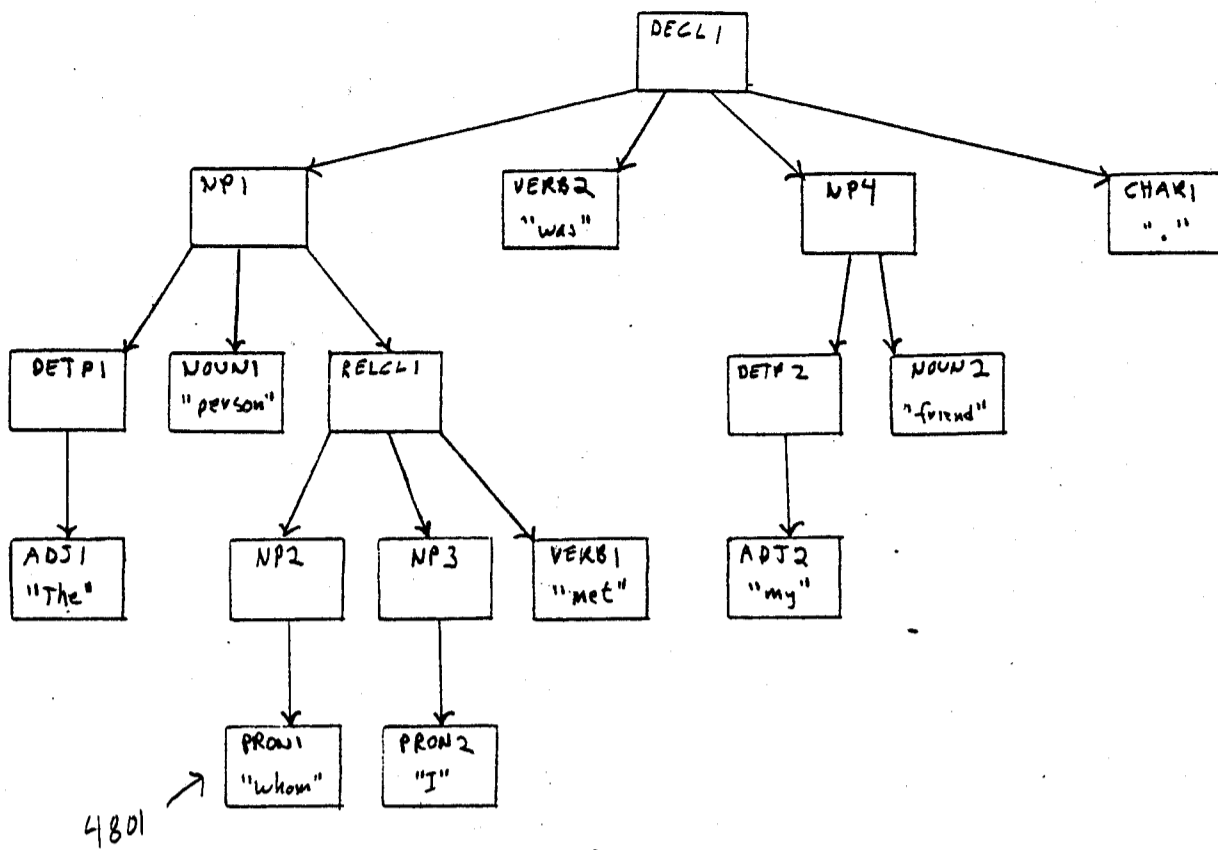 DECL1
NP1
VERB2
"was"
NP4
CHAR1
"."
DETP1
NOUN1
"person"
RELCL1
DETP2
NOUN2
"friend"
ADJ1
"The"
NP2
NP3
VERB1
"met"
ADJ2
"my"
PRON1
"whom"
PRON2
"I"
4801